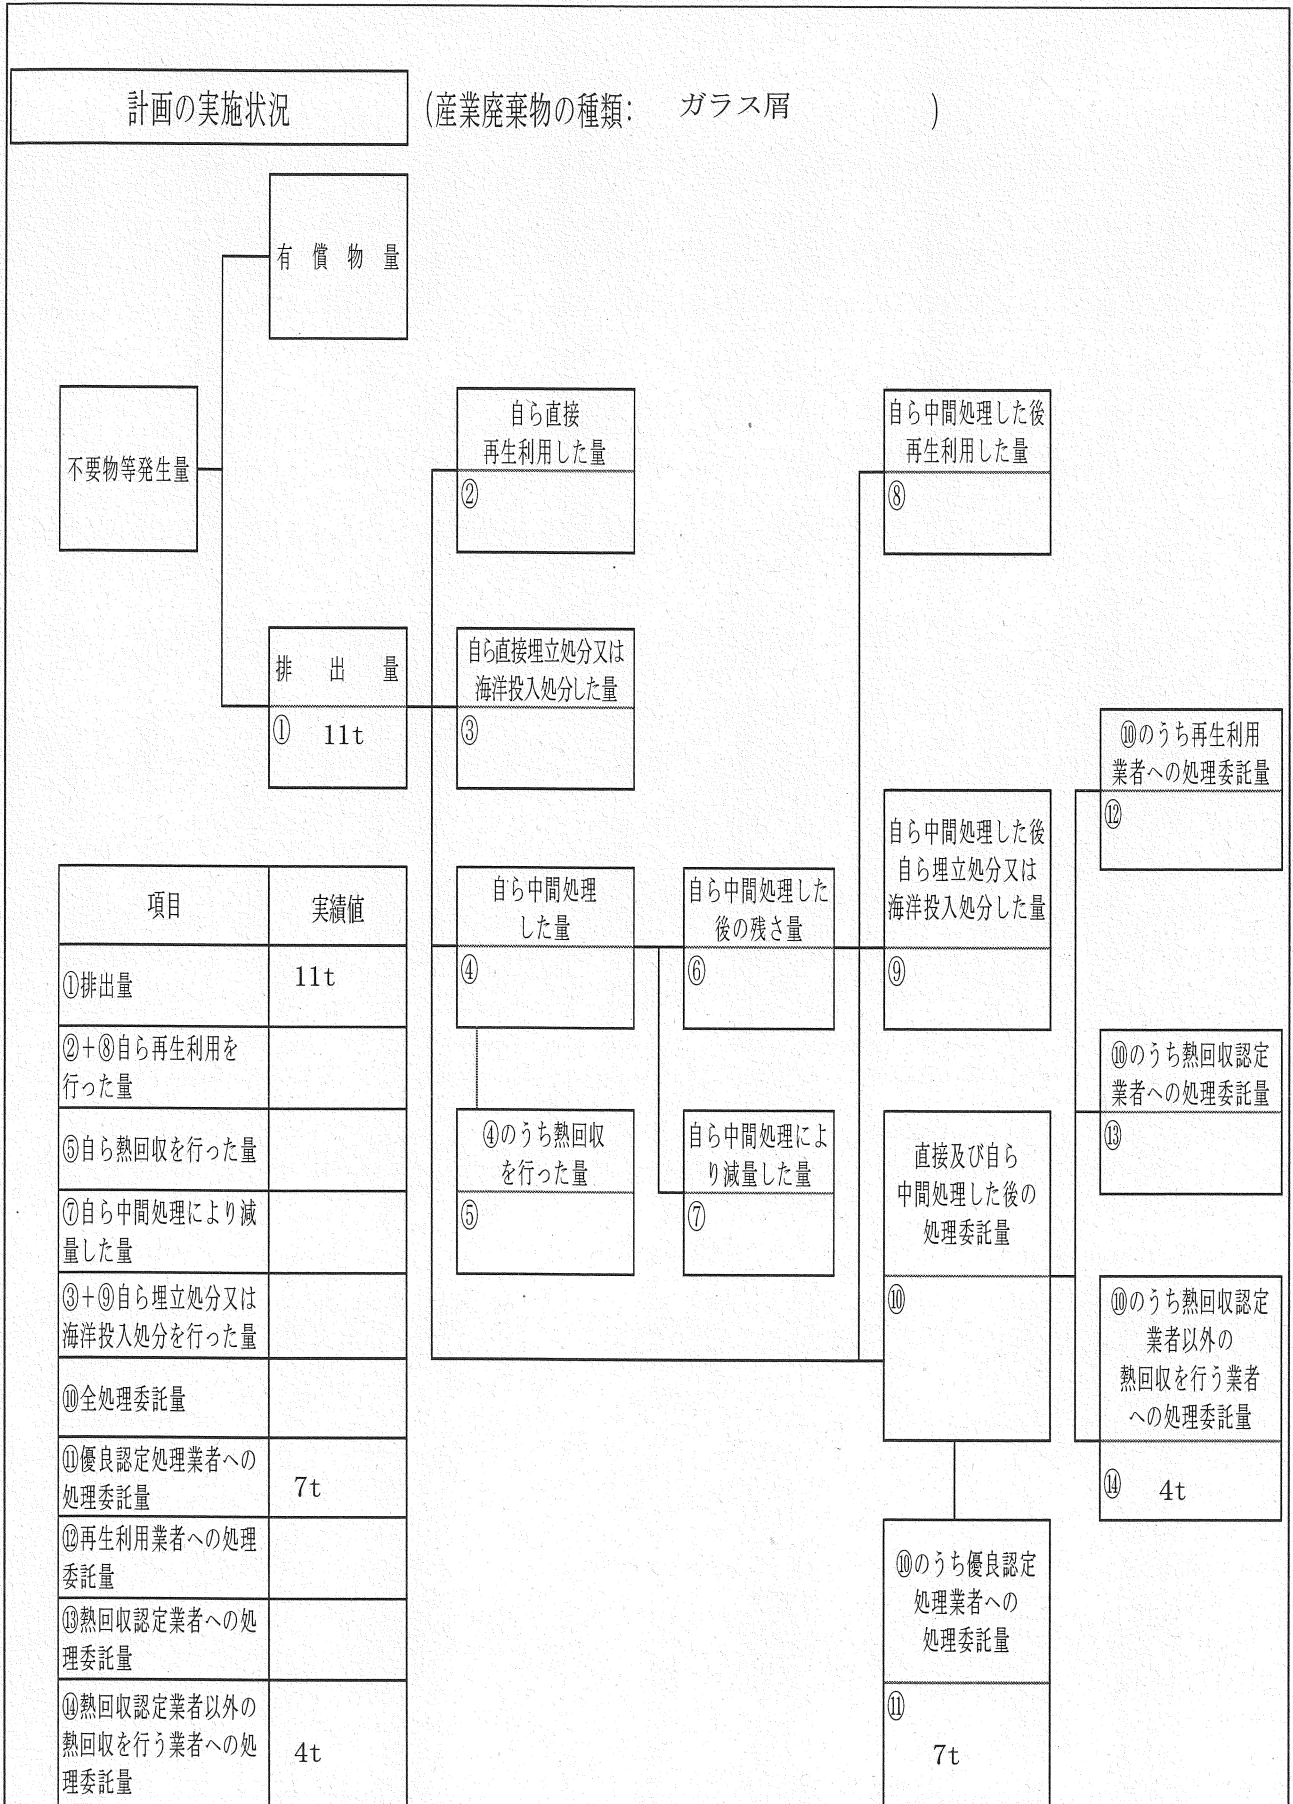 計画の実施状況
(産業廃棄物の種類: ガラス屑 )
有償物量
不要物等発生量
自ら直接
再生利用した量
②
自ら中間処理した後
再生利用した量
⑧
排出量
① 11t
自ら直接埋立処分又は
海洋投入処分した量
③
⑩のうち再生利用
業者への処理委託量
⑫
自ら中間処理した後
自ら埋立処分又は
海洋投入処分した量
⑨
自ら中間処理
した量
④
自ら中間処理した
後の残さ量
⑥
⑩のうち熱回収認定
業者への処理委託量
⑬
④のうち熱回収
を行った量
⑤
自ら中間処理によ
り減量した量
⑦
直接及び自ら
中間処理した後の
処理委託量
⑩
⑩のうち熱回収認定
業者以外の
熱回収を行う業者
への処理委託量
⑭ 4t
⑩のうち優良認定
処理業者への
処理委託量
⑪
7t
項目 実績値
①排出量 11t
②+⑧自ら再生利用を
行った量
⑤自ら熱回収を行った量
⑦自ら中間処理により減
量した量
③+⑨自ら埋立処分又は
海洋投入処分を行った量
⑩全処理委託量
⑪優良認定処理業者への
処理委託量 7t
⑫再生利用業者への処理
委託量
⑬熱回収認定業者への処
理委託量
⑭熱回収認定業者以外の
熱回収を行う業者への処
理委託量 4t